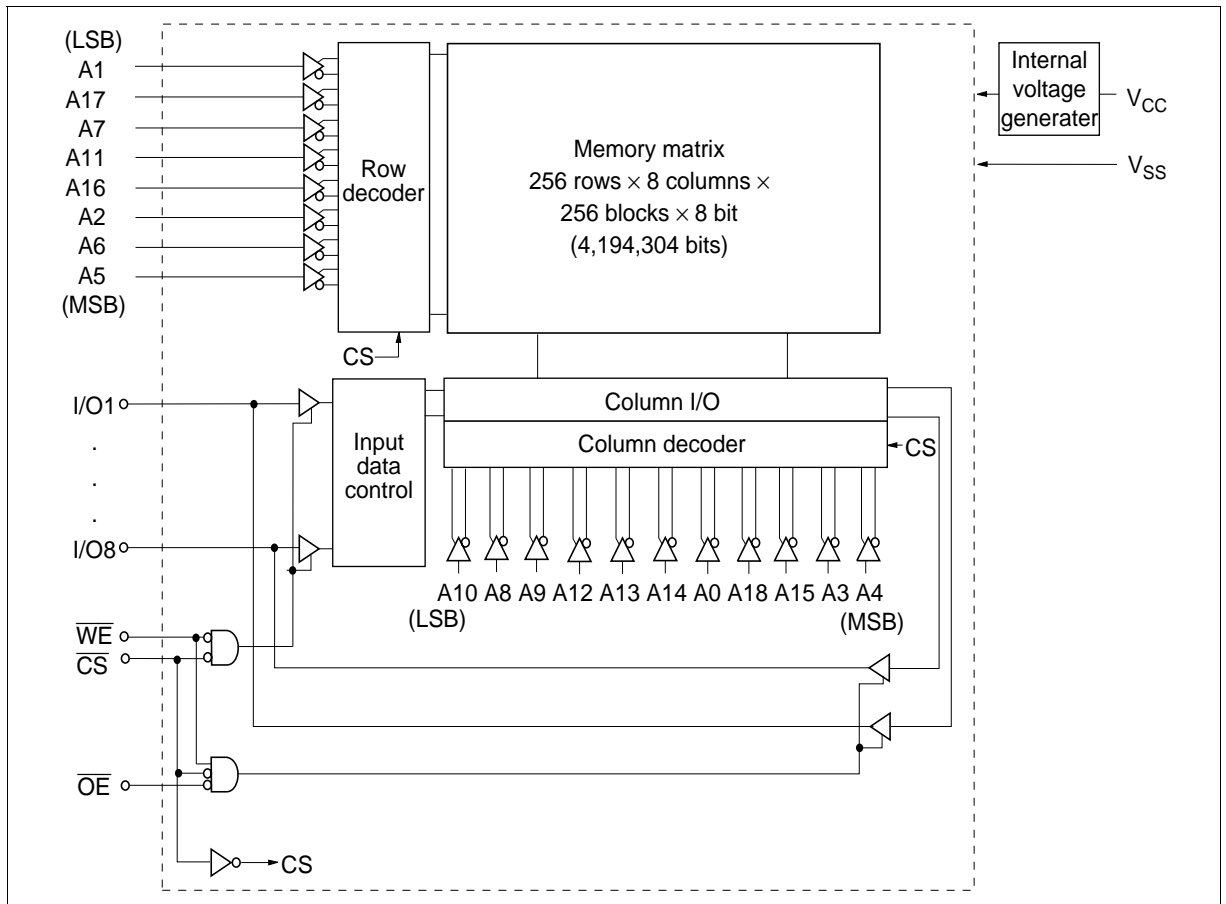 (LSB)
A1
A17
A7
A11
A16
A2
A6
A5
(MSB)
Row
decoder
Memory matrix
256 rows × 8 columns ×
256 blocks × 8 bit
(4,194,304 bits)
Internal
voltage
generater
VCC
VSS
CS
I/O1
.
.
.
.
I/O8
Input
data
control
Column I/O
Column decoder
CS
A10 A8 A9 A12 A13 A14 A0 A18 A15 A3 A4
(LSB) (MSB)
WE
CS
OE
CS